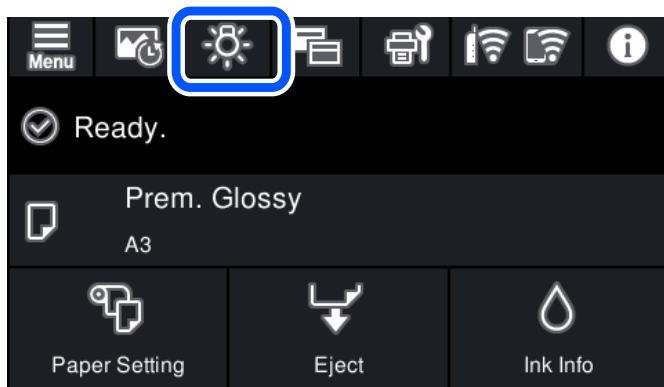 Menu
Ready.
Prem. Glossy
A3
Paper Setting
Eject
Ink Info